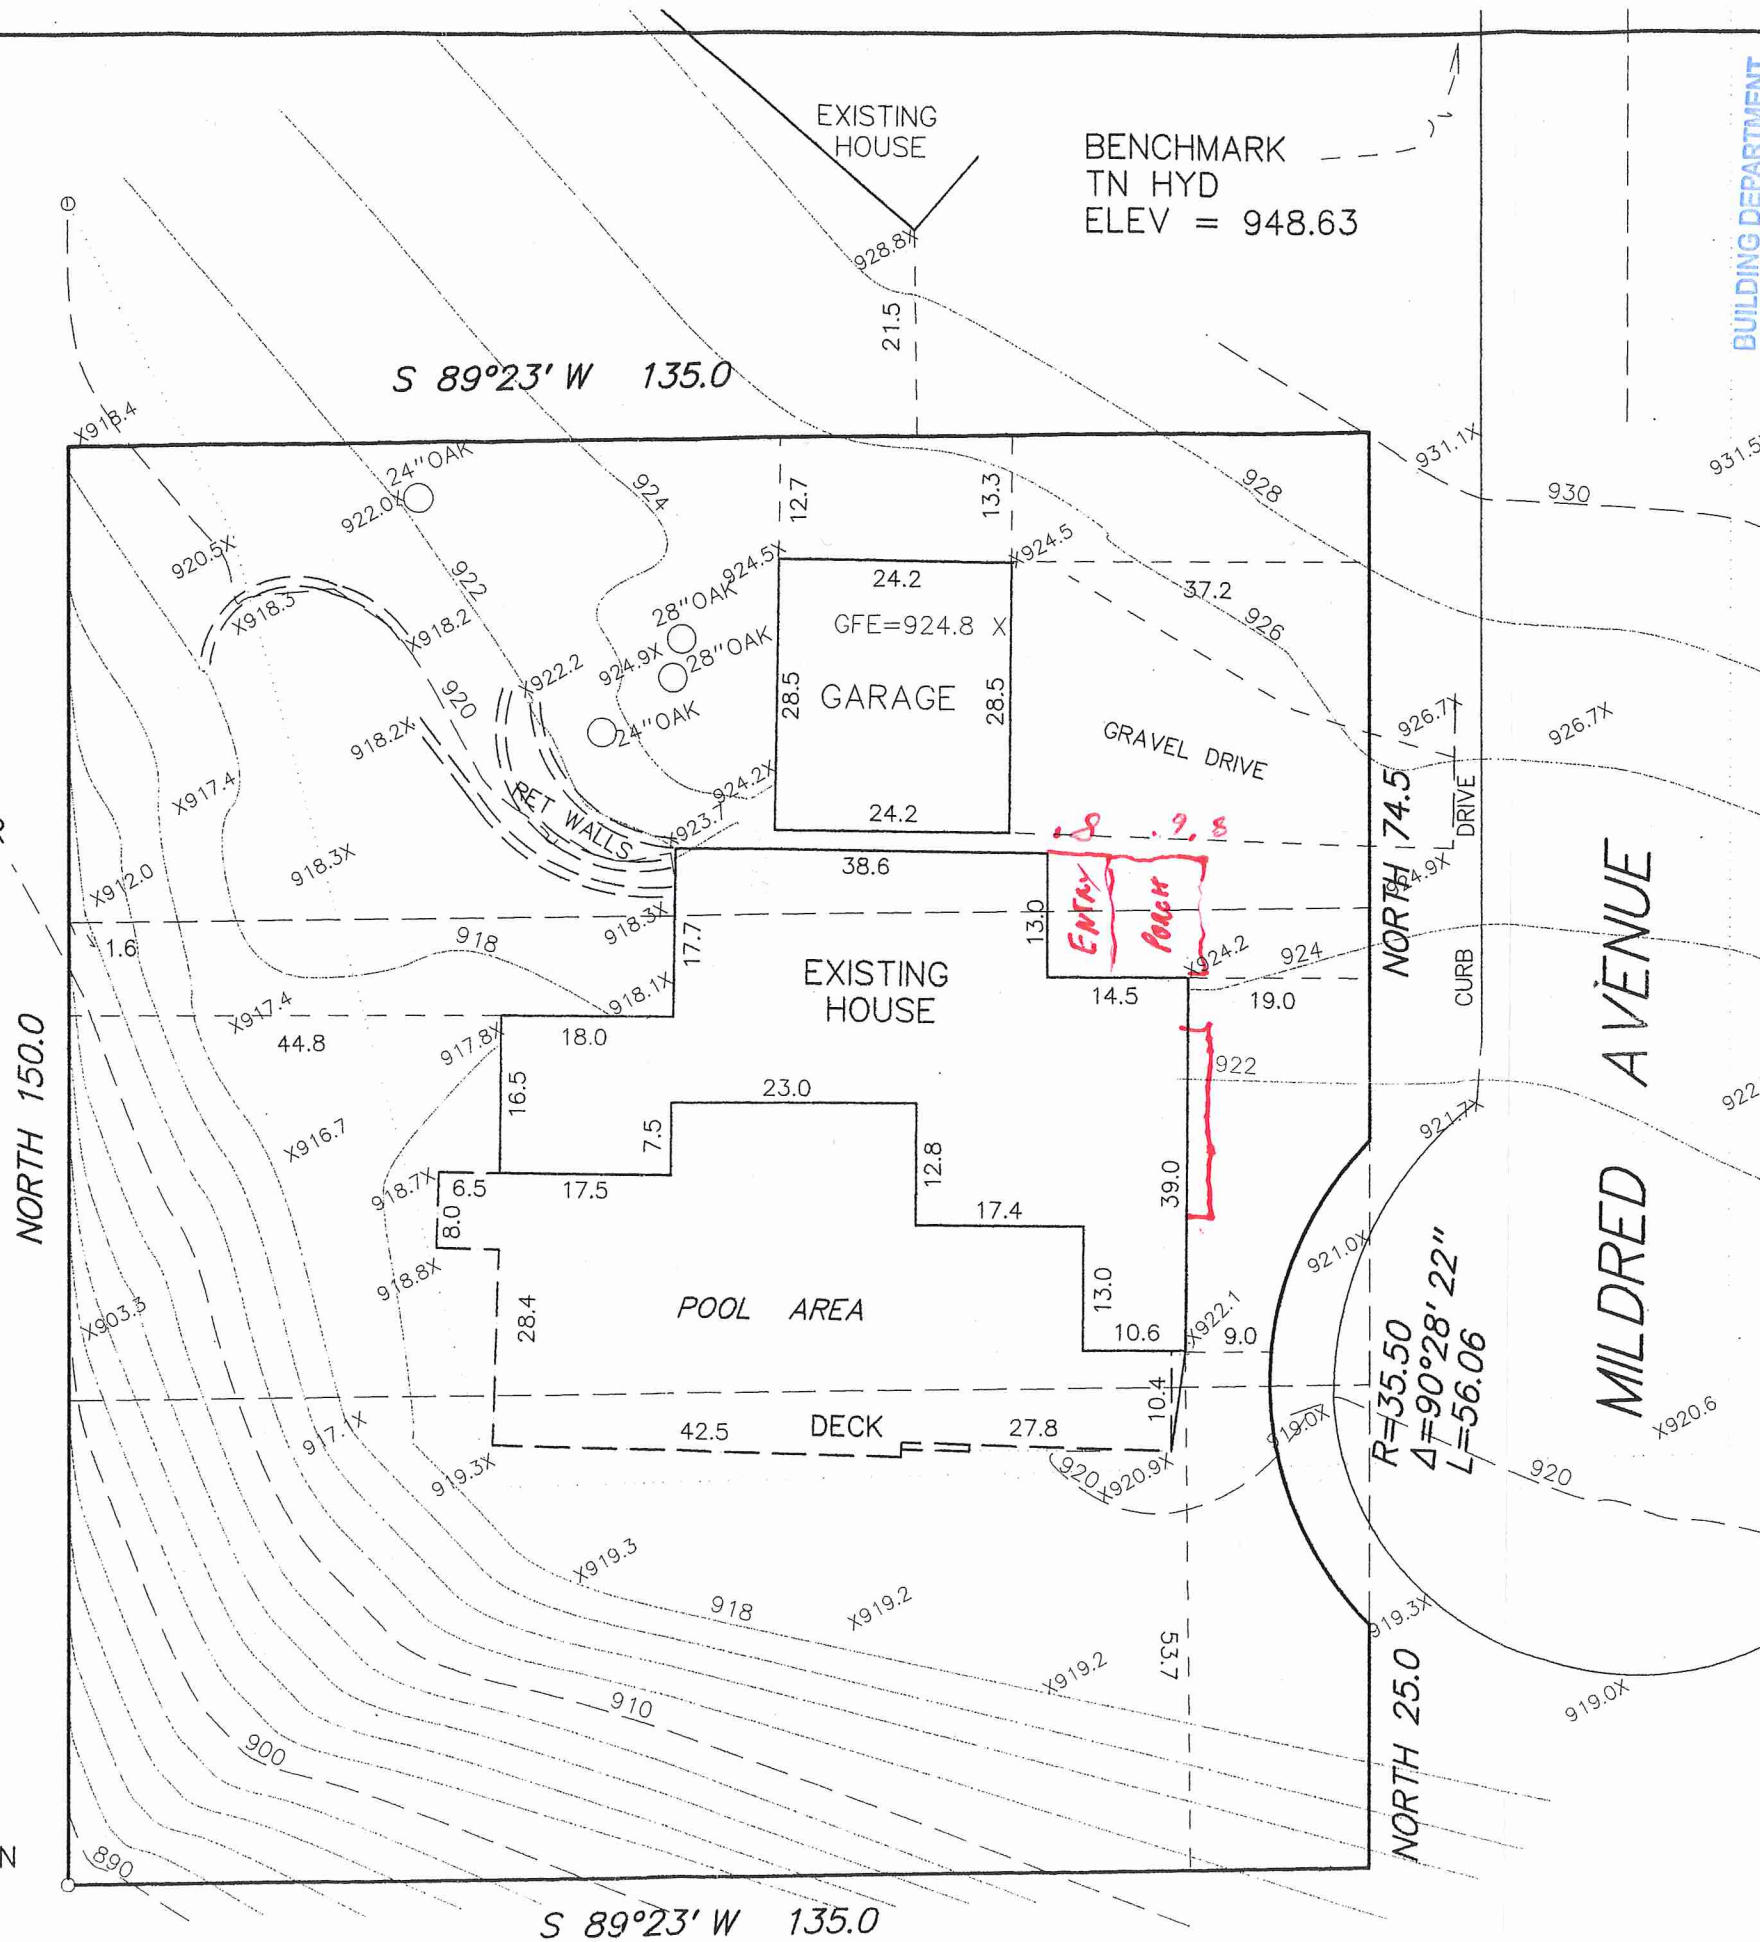 EXISTING
HOUSE
BENCHMARK
TN HYD
ELEV = 948.63
BUILDING DEPARTMENT
928.8X
21.5
S 89°23' W 135.0
X918.4
24"OAK
922.0X
920.5X
924
922
12.7
13.3
924.5X
X924.5
928
931.1X
931.5
930
24.2
37.2
GFE=924.8 X
926
28"OAK
28"OAK
924.9X
24"OAK
X918.3
X918.2
X922.2
920
918.2X
28.5
GARAGE
28.5
GRAVEL DRIVE
926.7X
926.7X
DRIVE
NORTH 74.5
X917.4
RET WALLS
924.2X
X923.7
24.2
.8
.9.8
38.6
918.3X
X912.0
ENTRY
PORCH
13.0
1.6
918
918.3X
17.7
EXISTING
HOUSE
X924.2
924
CURB
MILDRED AVENUE
X917.4
918.1X
14.5
19.0
44.8
917.8X
18.0
NORTH 150.0
16.5
23.0
922
922
921.7X
X916.7
7.5
12.8
39.0
918.7X
6.5
17.5
8.0
17.4
921.0X
918.8X
28.4
POOL AREA
13.0
X903.3
10.6
X922.1
9.0
R=35.50
Δ=90°28' 22"
L=56.06
10.4
917.1X
42.5
DECK
27.8
919.0X
X920.6
919.3X
920
X920.9X
920
X919.3
918
X919.2
919.3X
53.7
X919.2
919.0X
910
900
NORTH 25.0
N
890
S 89°23' W 135.0